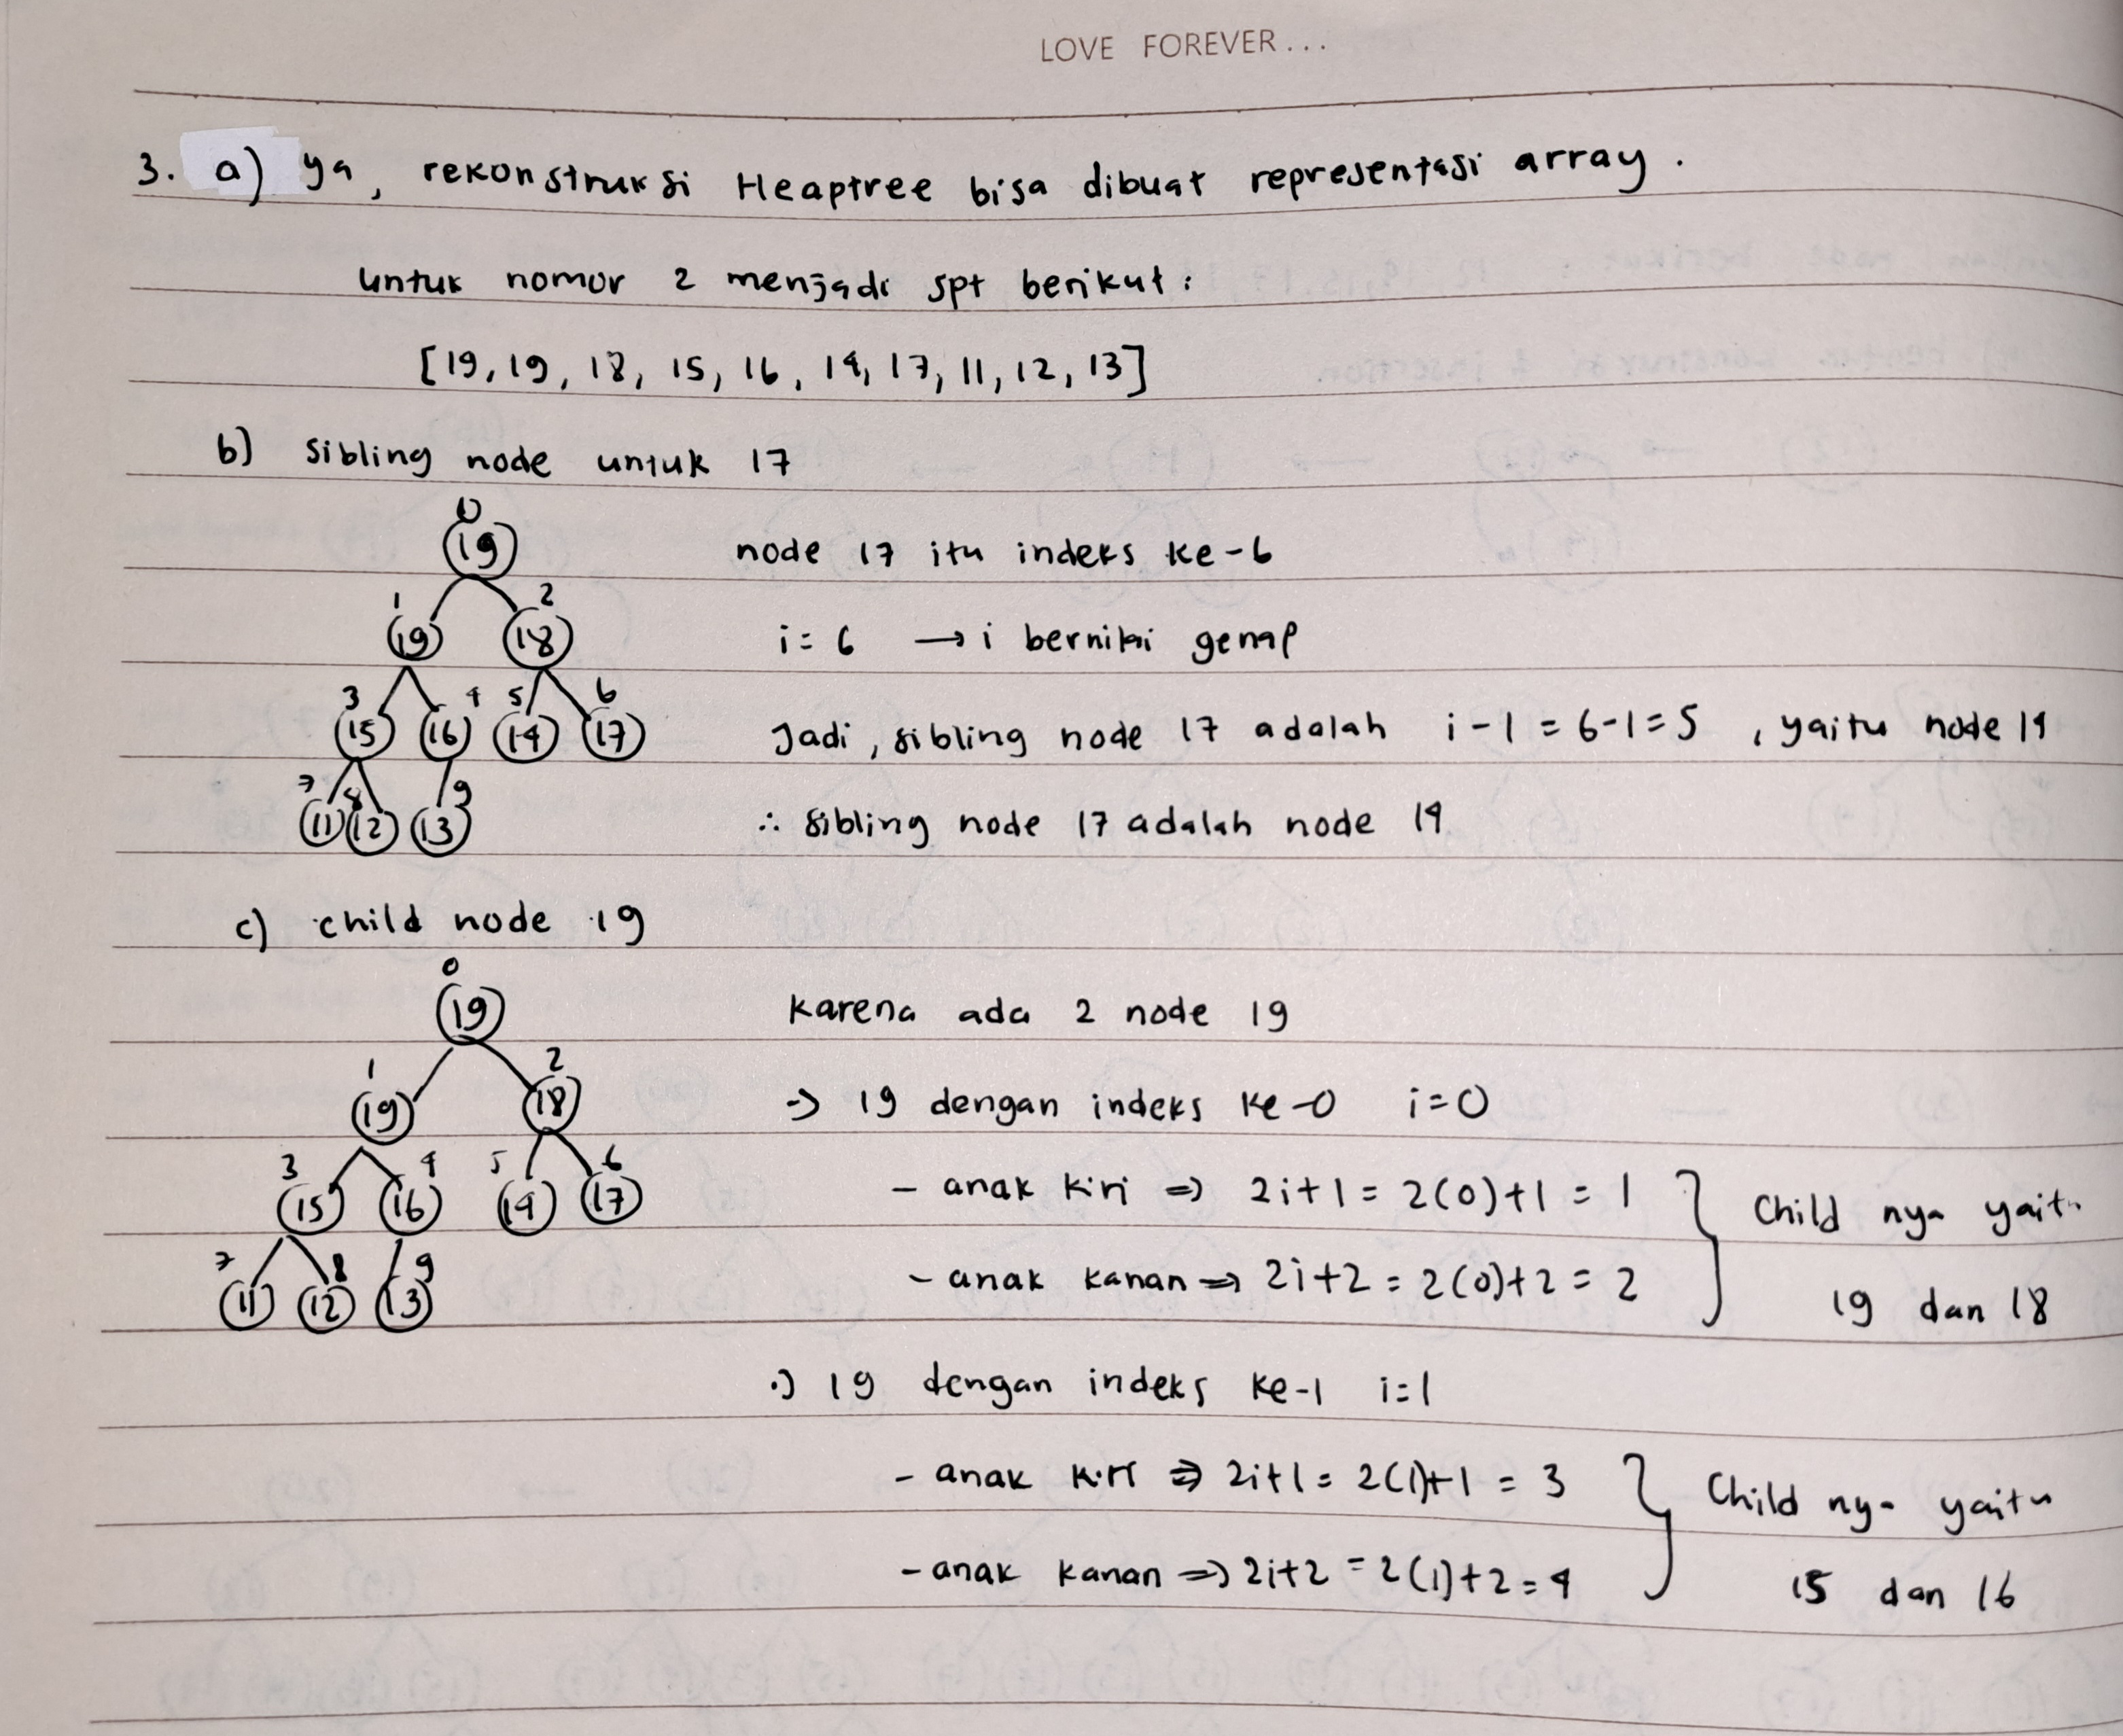 LOVE FOREVER...
3. a) ya, rekonstruksi Heaptree bisa dibuat representasi array.
untuk nomor 2 menjadi spt berikut:
[19, 19, 18, 15, 16, 14, 17, 11, 12, 13]
b) sibling node untuk 17
0
19
node 17 itu indeks ke-6
1 2
19 18
i = 6 → i bernilai genap
3 4 5 6
15 16 14 17
Jadi, sibling node 17 adalah i-1 = 6-1 = 5, yaitu node 14
7 8 9
11 12 13
∴ sibling node 17 adalah node 14
c) child node 19
0
19
Karena ada 2 node 19
1 2
19 18
-> 19 dengan indeks ke-0 i=0
3 4 5 6
15 16 14 17
- anak kiri => 2i+1 = 2(0)+1 = 1
Child nya yaitu
7 8 9
11 12 13
- anak kanan => 2i+2 = 2(0)+2 = 2
19 dan 18
·) 19 dengan indeks ke-1 i=1
- anak kiri => 2i+1 = 2(1)+1 = 3
Child nya yaitu
- anak kanan => 2i+2 = 2(1)+2 = 4
15 dan 16